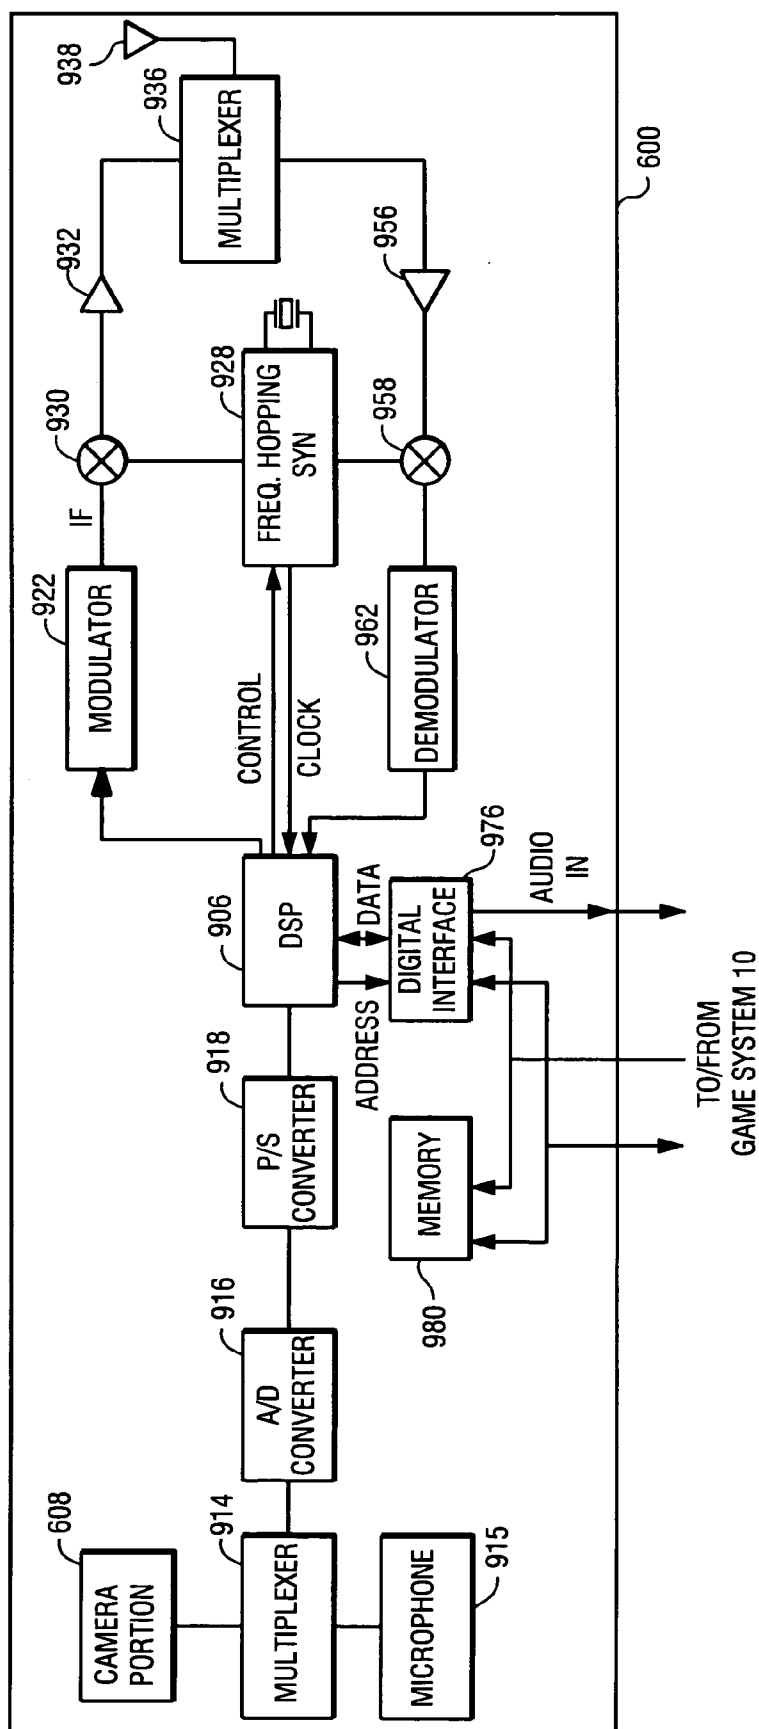 608
CAMERA
PORTION
914
MULTIPLEXER
MICROPHONE
915
916
A/D
CONVERTER
918
P/S
CONVERTER
MEMORY
980
906
DSP
ADDRESS
DATA
DIGITAL
INTERFACE
976
AUDIO
IN
TO/FROM
GAME SYSTEM 10
CONTROL
CLOCK
922
MODULATOR
IF
930
932
928
FREQ. HOPPING
SYN
962
DEMODULATOR
958
956
936
MULTIPLEXER
938
600